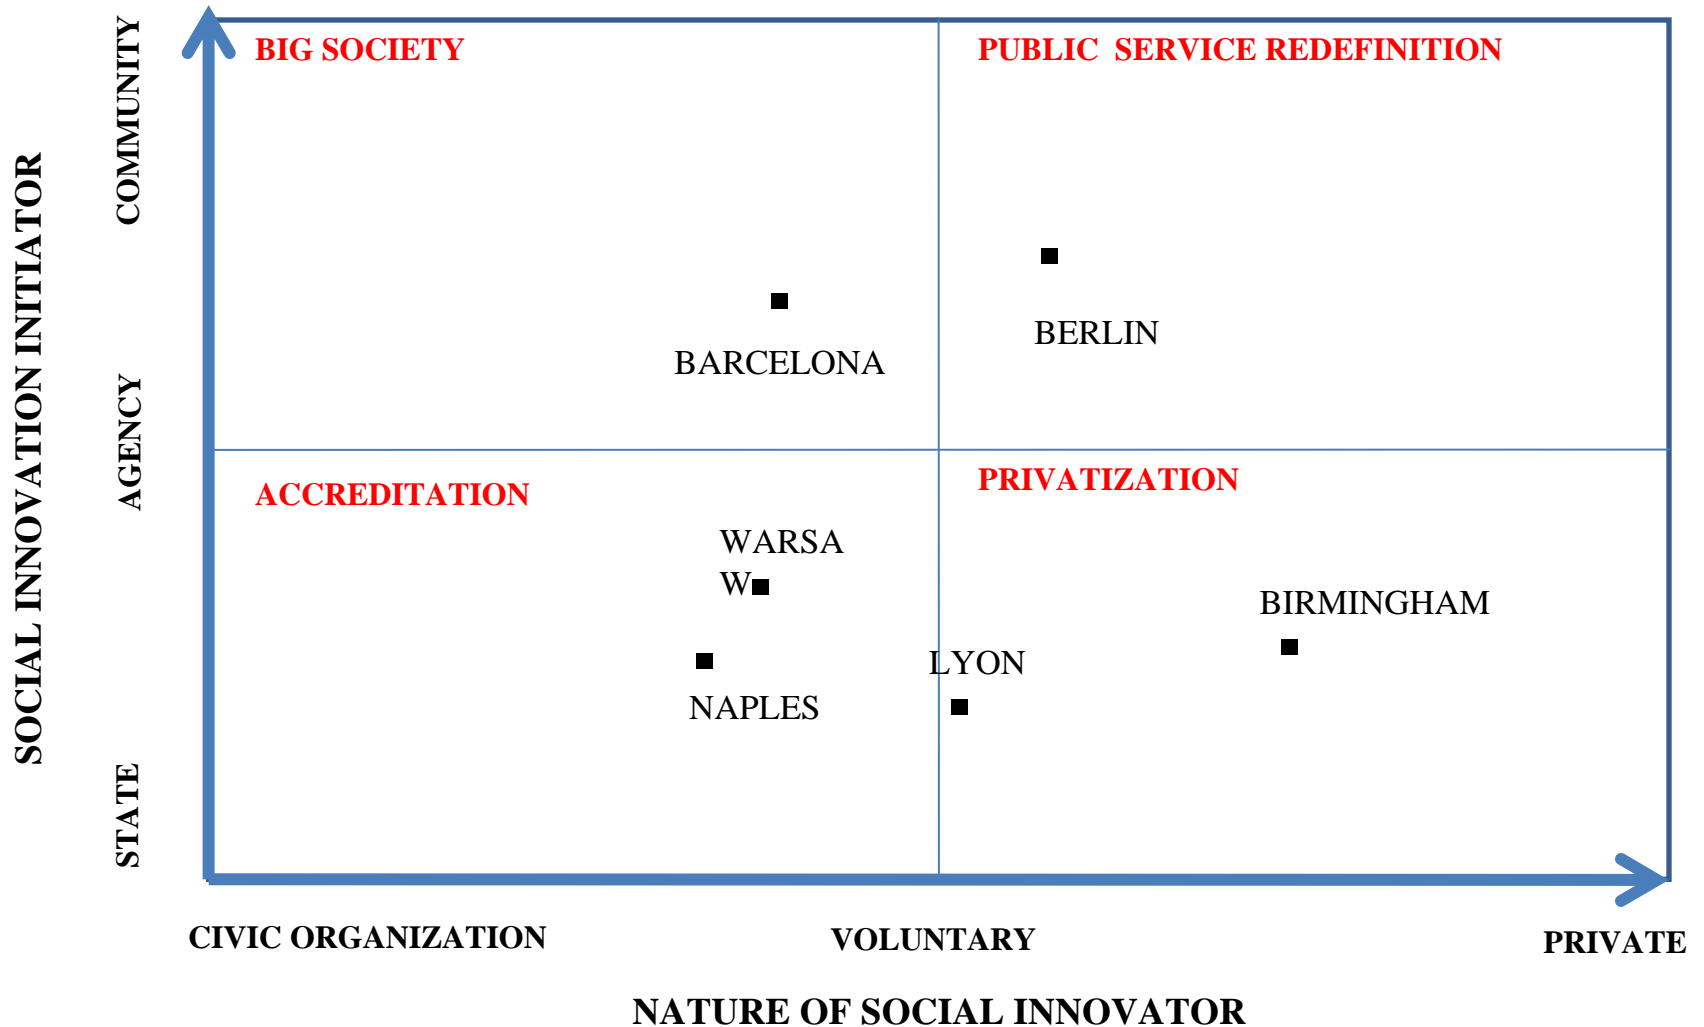 SOCIAL INNOVATION INITIATOR
COMMUNITY
AGENCY
STATE
BIG SOCIETY
PUBLIC SERVICE REDEFINITION
BARCELONA
BERLIN
ACCREDITATION
PRIVATIZATION
WARSA
W
NAPLES
LYON
BIRMINGHAM
CIVIC ORGANIZATION
VOLUNTARY
PRIVATE
NATURE OF SOCIAL INNOVATOR